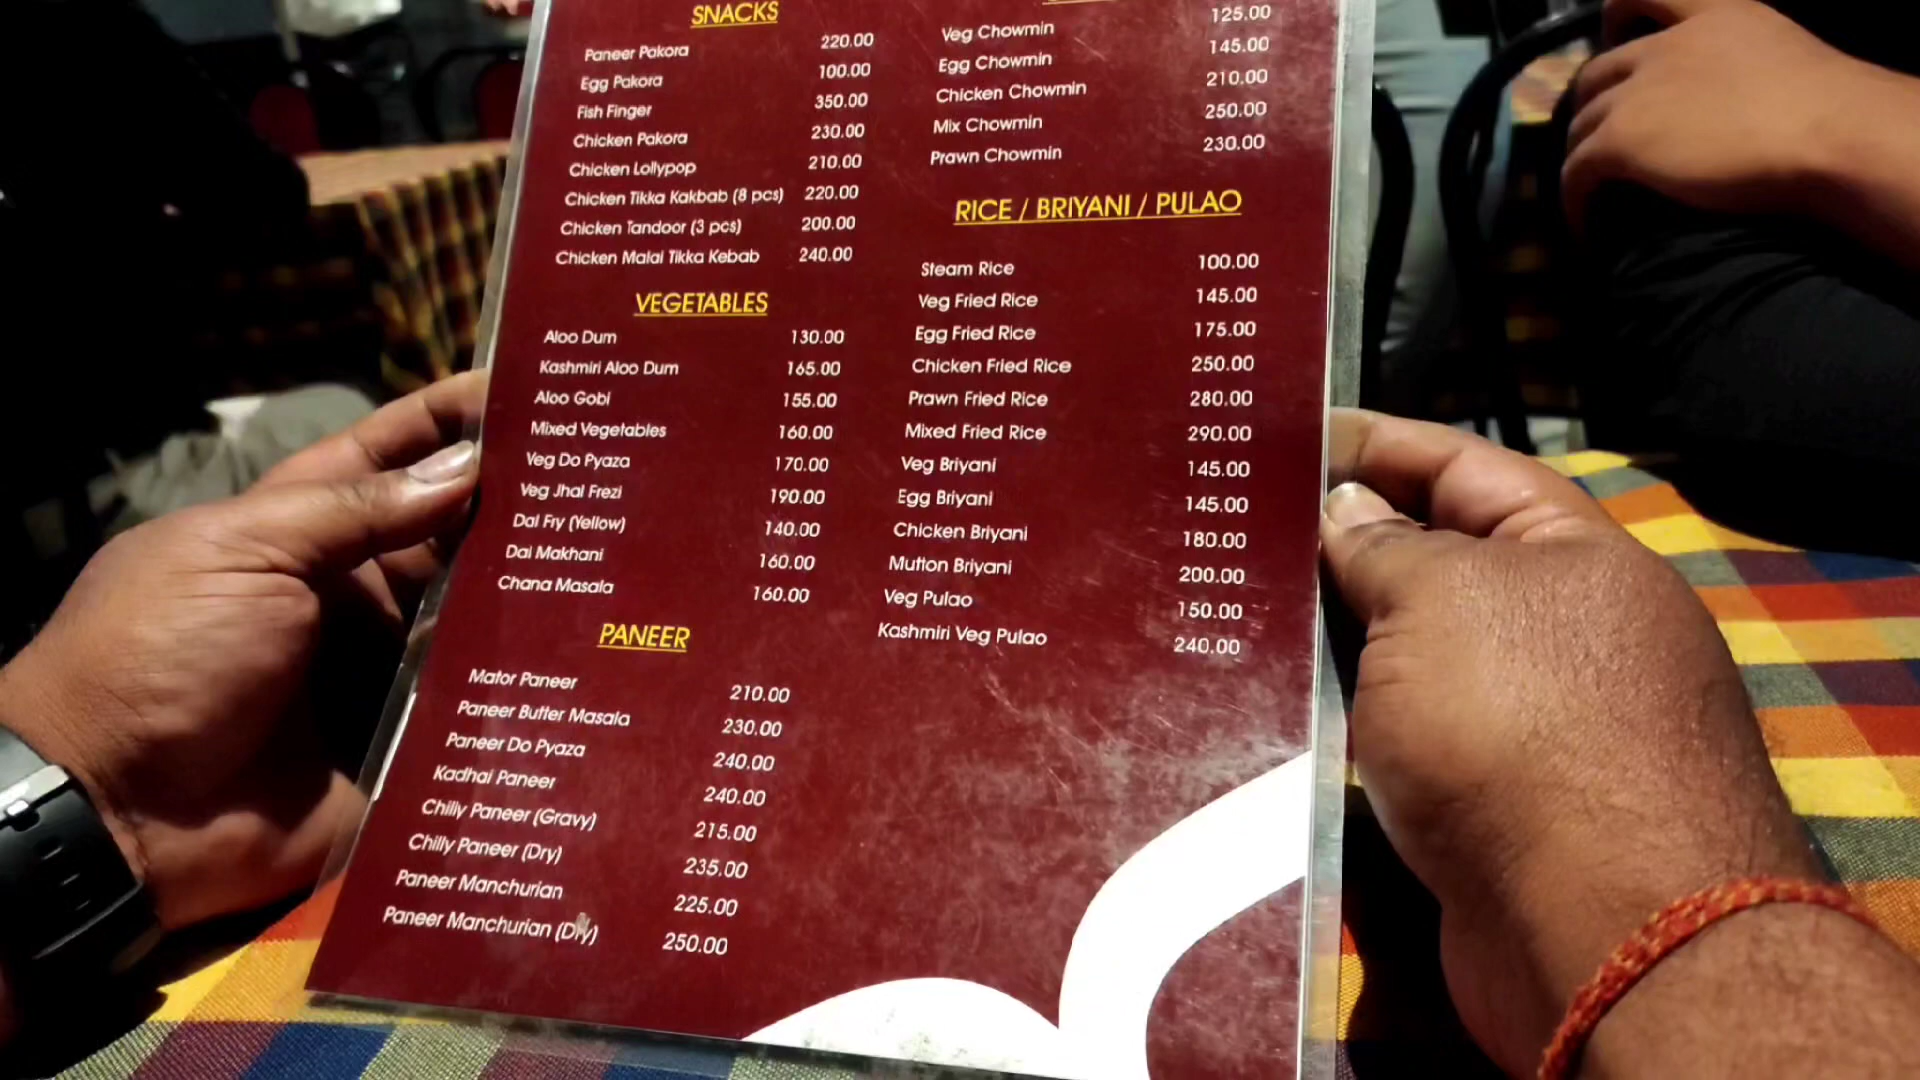 SNACKS
Paneer Pakora 220.00
Egg Pakora 100.00
Fish Finger 350.00
Chicken Pakora 230.00
Chicken Lollypop 210.00
Chicken Tikka Kakbab (8 pcs) 220.00
Chicken Tandoor (3 pcs) 200.00
Chicken Malai Tikka Kebab 240.00
VEGETABLES
Aloo Dum 130.00
Kashmiri Aloo Dum 165.00
Aloo Gobi 155.00
Mixed Vegetables 160.00
Veg Do Pyaza 170.00
Veg Jhal Frezi 190.00
Dal Fry (Yellow) 140.00
Dal Makhani 160.00
Chana Masala 160.00
PANEER
Mator Paneer 210.00
Paneer Butter Masala 230.00
Paneer Do Pyaza 240.00
Kadhai Paneer 240.00
Chilly Paneer (Gravy) 215.00
Chilly Paneer (Dry) 235.00
Paneer Manchurian 225.00
Paneer Manchurian (Dry) 250.00
Veg Chowmin 125.00
Egg Chowmin 145.00
Chicken Chowmin 210.00
Mix Chowmin 250.00
Prawn Chowmin 230.00
RICE / BRIYANI / PULAO
Steam Rice 100.00
Veg Fried Rice 145.00
Egg Fried Rice 175.00
Chicken Fried Rice 250.00
Prawn Fried Rice 280.00
Mixed Fried Rice 290.00
Veg Briyani 145.00
Egg Briyani 145.00
Chicken Briyani 180.00
Mutton Briyani 200.00
Veg Pulao 150.00
Kashmiri Veg Pulao 240.00